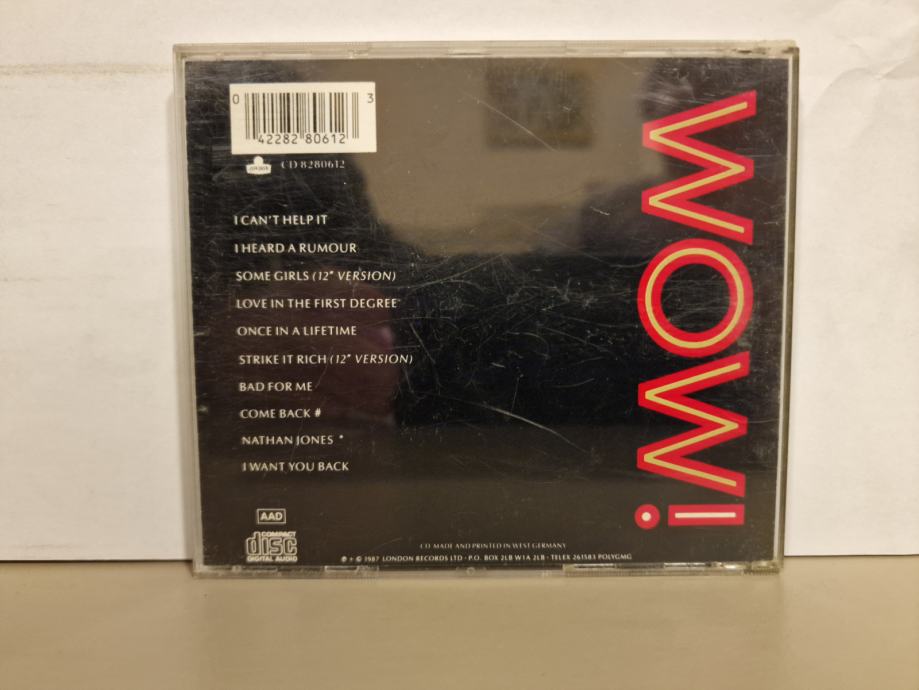 0 3
42282 80612
LONDON
CD 8280612
I CAN'T HELP IT
I HEARD A RUMOUR
SOME GIRLS (12" VERSION)
LOVE IN THE FIRST DEGREE
ONCE IN A LIFETIME
STRIKE IT RICH (12" VERSION)
BAD FOR ME
COME BACK #
NATHAN JONES *
I WANT YOU BACK
WOW!
AAD
COMPACT
disc
DIGITAL AUDIO
CD MADE AND PRINTED IN WEST GERMANY
℗ + © 1987 LONDON RECORDS LTD · P.O. BOX 2LB W1A 2LB · TELEX 261583 POLYGMG